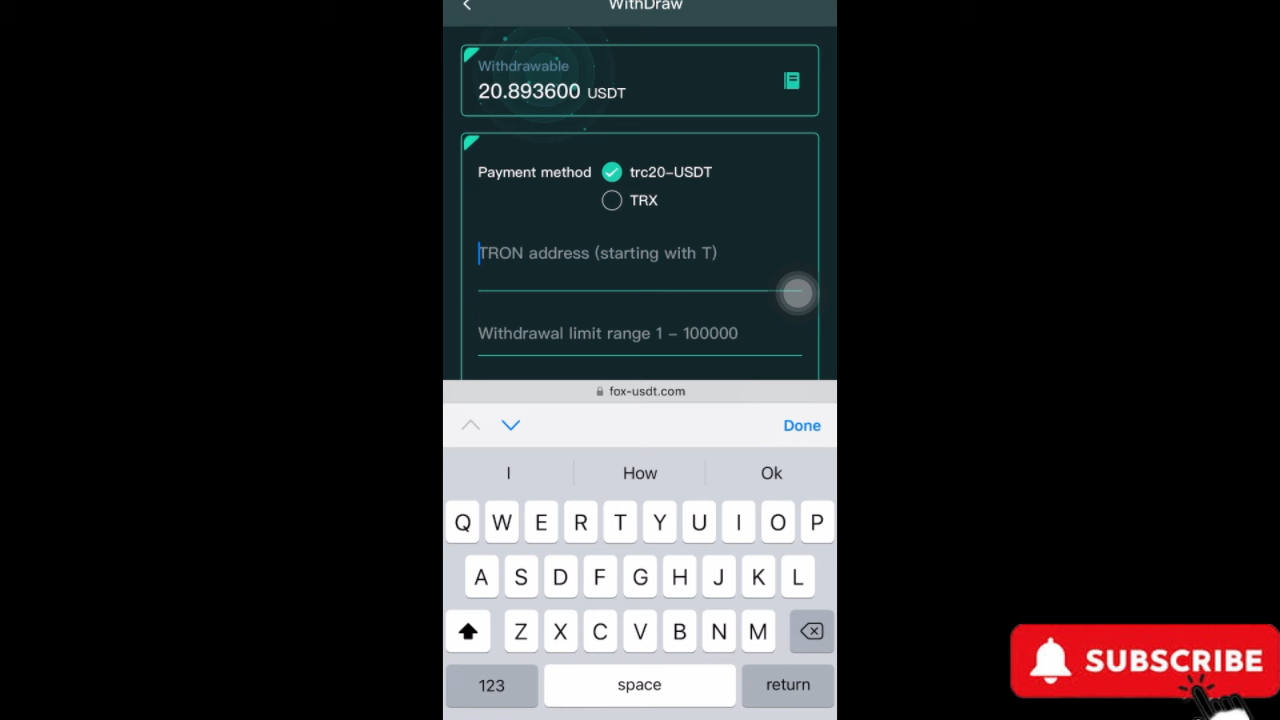 WithDraw
Withdrawable
20.893600 USDT
Payment method trc20-USDT
TRX
TRON address (starting with T)
Withdrawal limit range 1 - 100000
fox-usdt.com
Done
I How Ok
Q W E R T Y U I O P
A S D F G H J K L
Z X C V B N M
123 space return
SUBSCRIBE